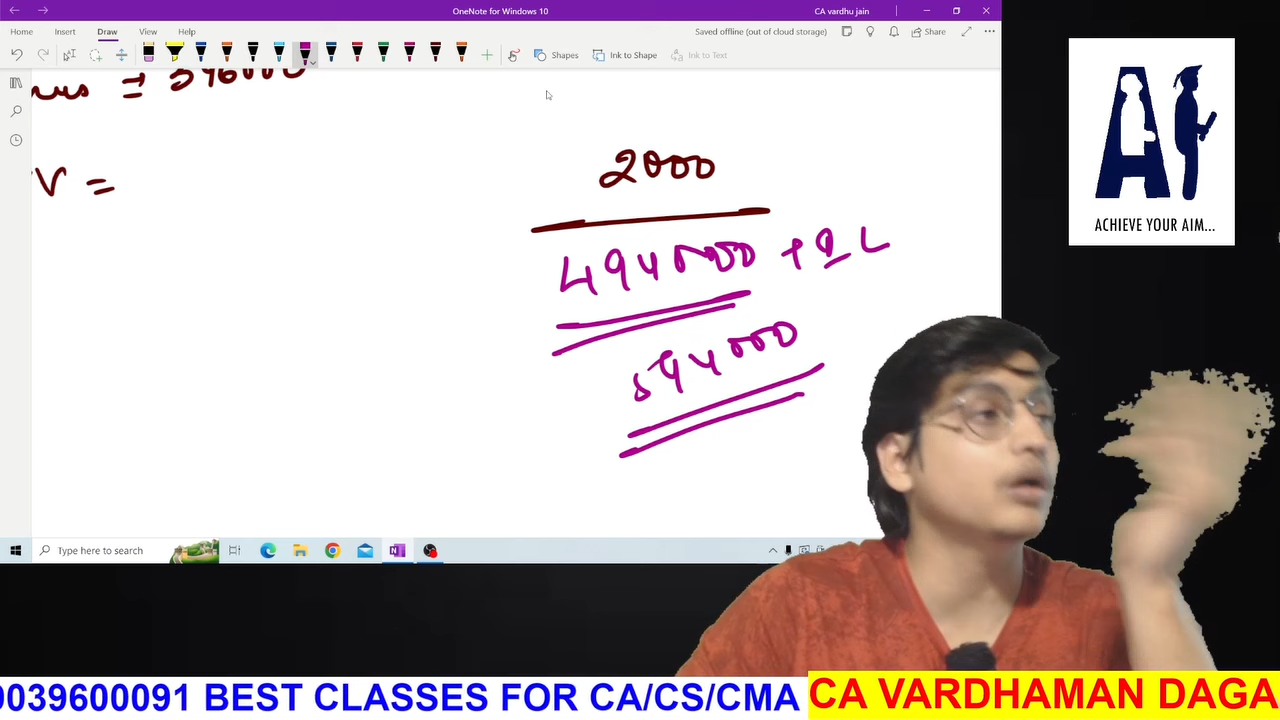 OneNote for Windows 10
CA vardhu jain
Home Insert Draw View Help
Saved offline (out of cloud storage)
Share
Shapes
Ink to Shape
Ink to Text
= 596000
V =
2000
494000 + 1 L
594000
ACHIEVE YOUR AIM...
Type here to search
0039600091 BEST CLASSES FOR CA/CS/CMA
CA VARDHAMAN DAGA